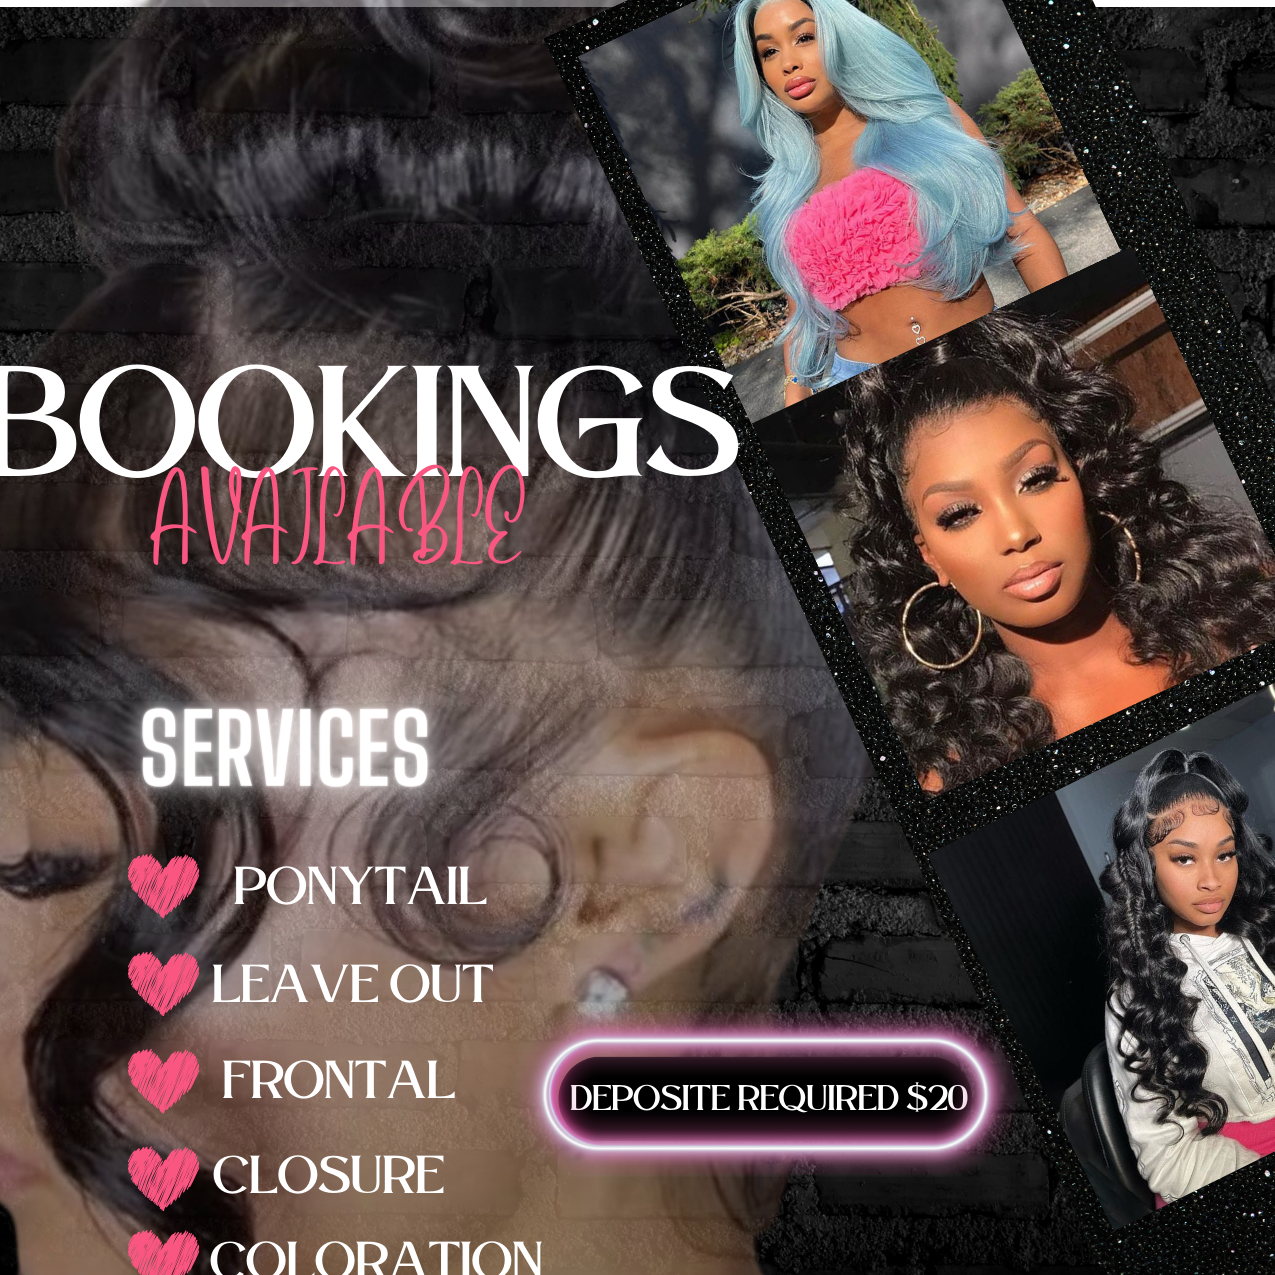 BOOKINGS
AVAILABLE
SERVICES
PONYTAIL
LEAVE OUT
FRONTAL
DEPOSITE REQUIRED $20
CLOSURE
COLORATION